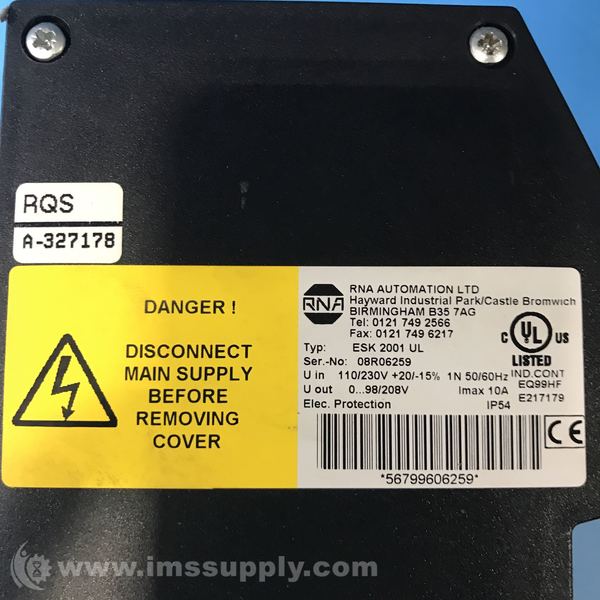 RQS
A-327178
DANGER !
DISCONNECT
MAIN SUPPLY
BEFORE
REMOVING
COVER
RNA
RNA AUTOMATION LTD
Hayward Industrial Park/Castle Bromwich
BIRMINGHAM B35 7AG
Tel: 0121 749 2566
Fax: 0121 749 6217
Typ: ESK 2001 UL
Ser.-No: 08R06259
U in 110/230V +20/-15% 1N 50/60Hz
U out 0...98/208V Imax 10A
Elec. Protection IP54
C UL US
LISTED
IND.CONT
EQ99HF
E217179
CE
*56799606259*
www.imssupply.com